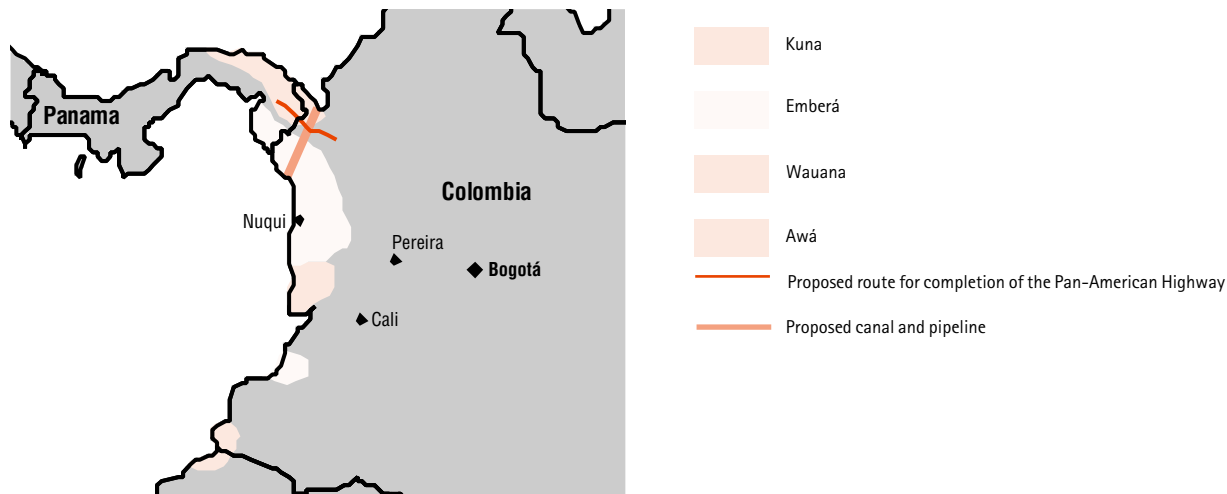 Panama
Colombia
Nuqui
Pereira
Bogotá
Cali
Kuna
Emberá
Wauana
Awá
Proposed route for completion of the Pan-American Highway
Proposed canal and pipeline